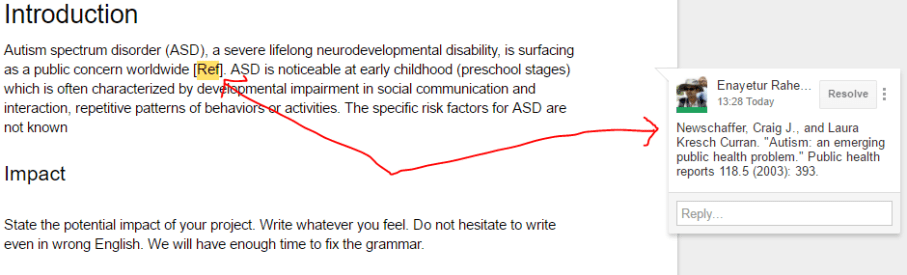 Introduction
Autism spectrum disorder (ASD), a severe lifelong neurodevelopmental disability, is surfacing
as a public concern worldwide [Ref]. ASD is noticeable at early childhood (preschool stages)
which is often characterized by developmental impairment in social communication and
interaction, repetitive patterns of behaviors or activities. The specific risk factors for ASD are
not known
Impact
State the potential impact of your project. Write whatever you feel. Do not hesitate to write
even in wrong English. We will have enough time to fix the grammar.
Enayetur Rahe...
13:28 Today
Resolve
Newschaffer, Craig J., and Laura
Kresch Curran. "Autism: an emerging
public health problem." Public health
reports 118.5 (2003): 393.
Reply...